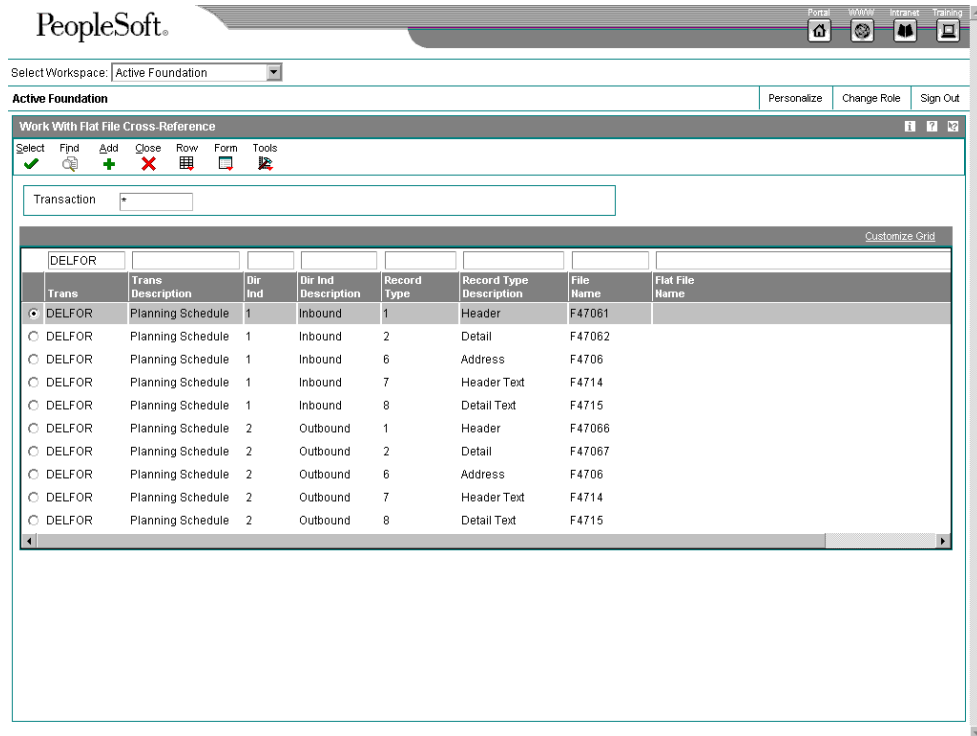 Portal WWW Intranet Training
PeopleSoft®
Select Workspace: Active Foundation
Active Foundation Personalize Change Role Sign Out
Work With Flat File Cross-Reference i ? ?
Select Find Add Close Row Form Tools
Transaction *
Customize Grid
DELFOR
Trans Trans Description Dir Ind Dir Ind Description Record Type Record Type Description File Name Flat File Name
DELFOR Planning Schedule 1 Inbound 1 Header F47061
DELFOR Planning Schedule 1 Inbound 2 Detail F47062
DELFOR Planning Schedule 1 Inbound 6 Address F4706
DELFOR Planning Schedule 1 Inbound 7 Header Text F4714
DELFOR Planning Schedule 1 Inbound 8 Detail Text F4715
DELFOR Planning Schedule 2 Outbound 1 Header F47066
DELFOR Planning Schedule 2 Outbound 2 Detail F47067
DELFOR Planning Schedule 2 Outbound 6 Address F4706
DELFOR Planning Schedule 2 Outbound 7 Header Text F4714
DELFOR Planning Schedule 2 Outbound 8 Detail Text F4715